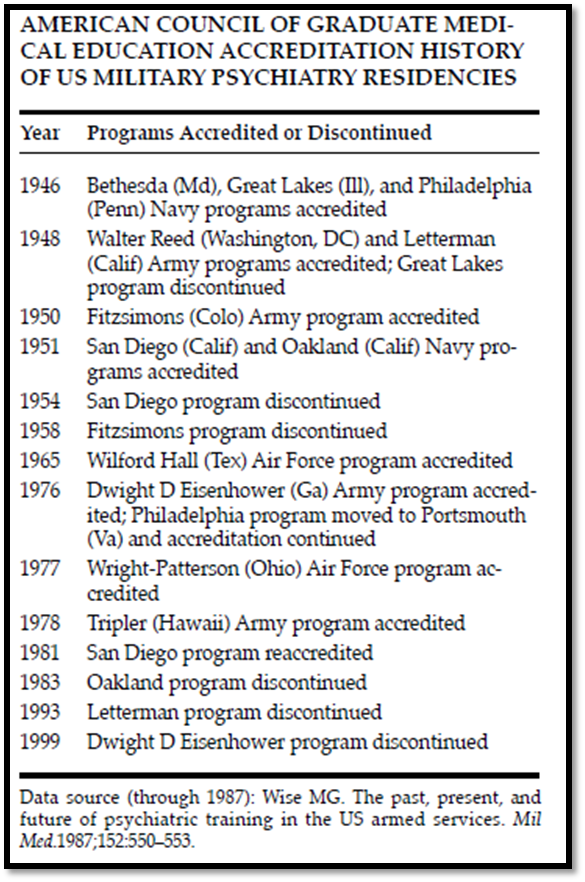 AMERICAN COUNCIL OF GRADUATE MEDI-
CAL EDUCATION ACCREDITATION HISTORY
OF US MILITARY PSYCHIATRY RESIDENCIES
Year Programs Accredited or Discontinued
1946 Bethesda (Md), Great Lakes (Ill), and Philadelphia
(Penn) Navy programs accredited
1948 Walter Reed (Washington, DC) and Letterman
(Calif) Army programs accredited; Great Lakes
program discontinued
1950 Fitzsimons (Colo) Army program accredited
1951 San Diego (Calif) and Oakland (Calif) Navy pro-
grams accredited
1954 San Diego program discontinued
1958 Fitzsimons program discontinued
1965 Wilford Hall (Tex) Air Force program accredited
1976 Dwight D Eisenhower (Ga) Army program accred-
ited; Philadelphia program moved to Portsmouth
(Va) and accreditation continued
1977 Wright-Patterson (Ohio) Air Force program ac-
credited
1978 Tripler (Hawaii) Army program accredited
1981 San Diego program reaccredited
1983 Oakland program discontinued
1993 Letterman program discontinued
1999 Dwight D Eisenhower program discontinued
Data source (through 1987): Wise MG. The past, present, and
future of psychiatric training in the US armed services. Mil
Med.1987;152:550–553.